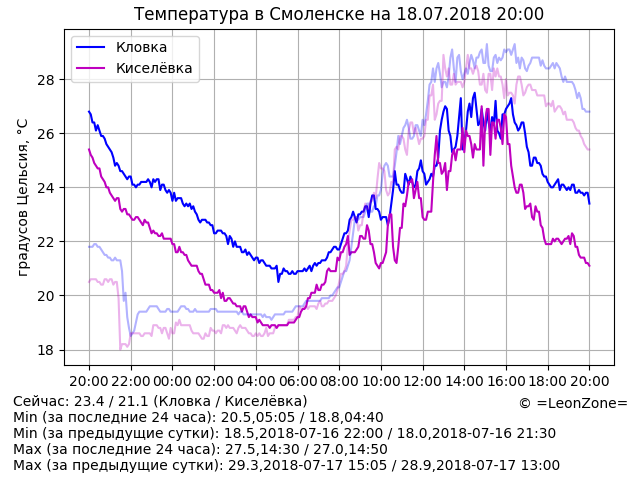 Температура в Смоленске на 18.07.2018 20:00
Кловка
Киселёвка
градусов Цельсия, °C
28
26
24
22
20
18
20:00 22:00 00:00 02:00 04:00 06:00 08:00 10:00 12:00 14:00 16:00 18:00 20:00
Сейчас: 23.4 / 21.1 (Кловка / Киселёвка)
© =LeonZone=
Min (за последние 24 часа): 20.5,05:05 / 18.8,04:40
Min (за предыдущие сутки): 18.5,2018-07-16 22:00 / 18.0,2018-07-16 21:30
Max (за последние 24 часа): 27.5,14:30 / 27.0,14:50
Max (за предыдущие сутки): 29.3,2018-07-17 15:05 / 28.9,2018-07-17 13:00